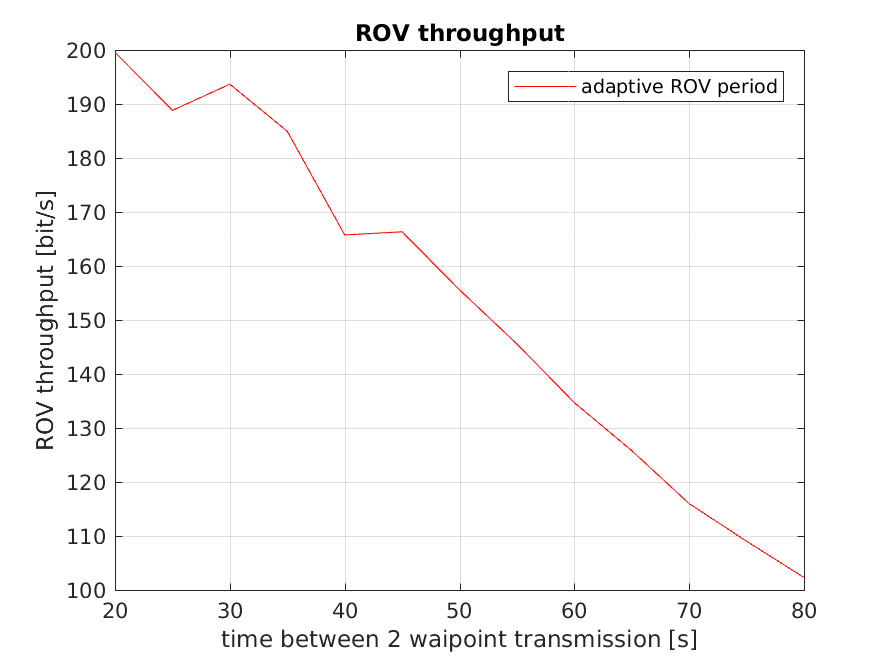 ROV throughput
adaptive ROV period
ROV throughput [bit/s]
200
190
180
170
160
150
140
130
120
110
100
20 30 40 50 60 70 80
time between 2 waipoint transmission [s]